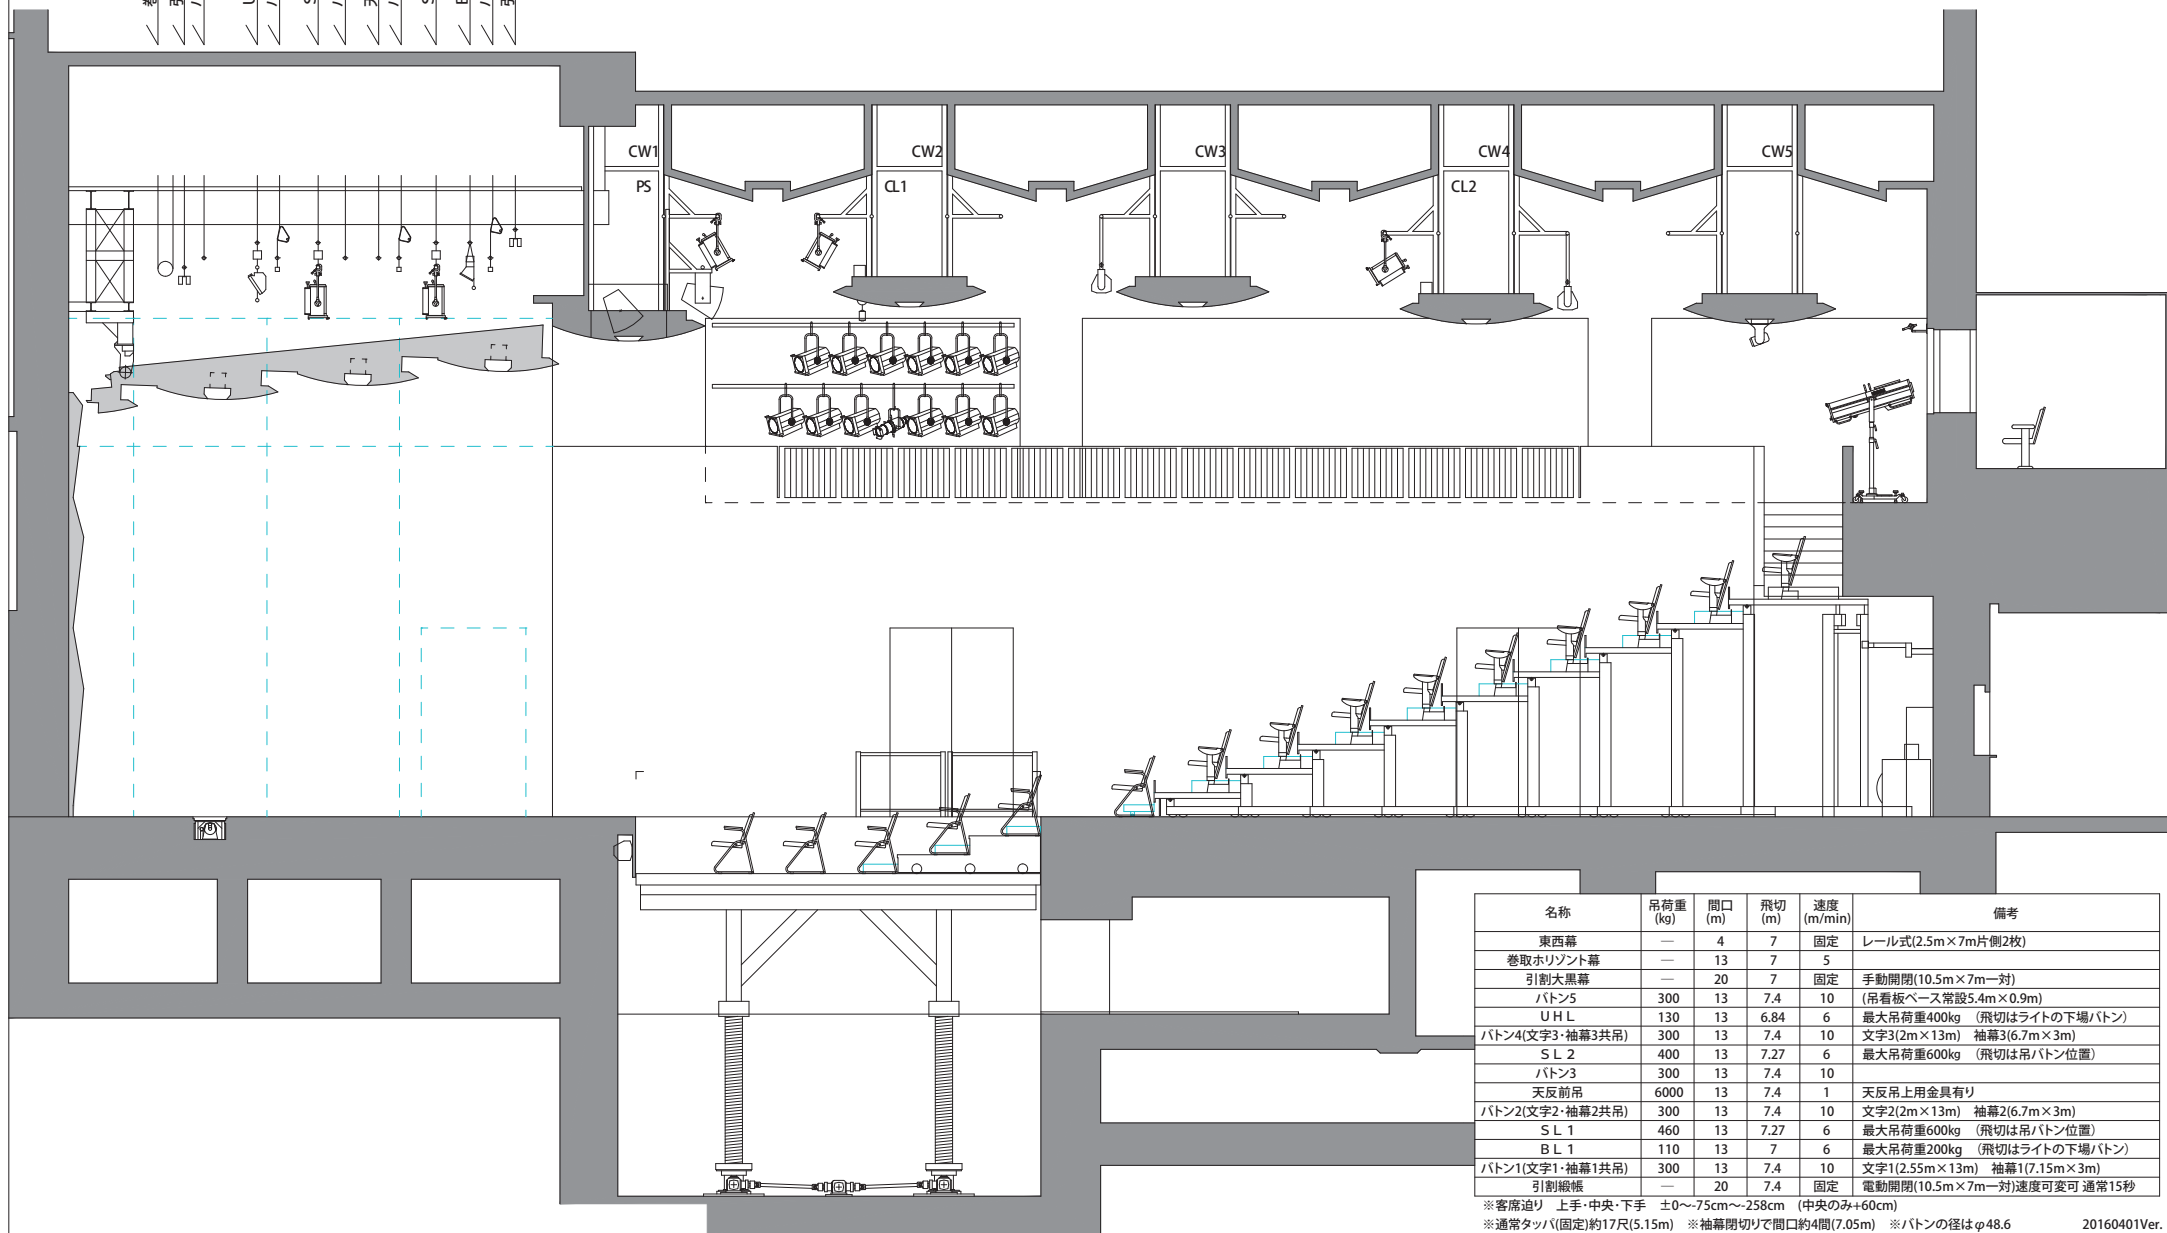 CW1 CW2 CW3 CW4 CW5
PS CL1 CL2
名称 吊荷重(kg) 間口(m) 飛切(m) 速度(m/min) 備考
東西幕 — 4 7 固定 レール式(2.5m×7m片側2枚)
巻取ホリゾント幕 — 13 7 5
引割大黒幕 — 20 7 固定 手動開閉(10.5m×7m一対)
バトン5 300 13 7.4 10 (吊看板ベース常設5.4m×0.9m)
UHL 130 13 6.84 6 最大吊荷重400kg (飛切はライトの下場バトン)
バトン4(文字3・袖幕3共吊) 300 13 7.4 10 文字3(2m×13m) 袖幕3(6.7m×3m)
SL2 400 13 7.27 6 最大吊荷重600kg (飛切は吊バトン位置)
バトン3 300 13 7.4 10
天反前吊 6000 13 7.4 1 天反吊上用金具有り
バトン2(文字2・袖幕2共吊) 300 13 7.4 10 文字2(2m×13m) 袖幕2(6.7m×3m)
SL1 460 13 7.27 6 最大吊荷重600kg (飛切は吊バトン位置)
BL1 110 13 7 6 最大吊荷重200kg (飛切はライトの下場バトン)
バトン1(文字1・袖幕1共吊) 300 13 7.4 10 文字1(2.55m×13m) 袖幕1(7.15m×3m)
引割緞帳 — 20 7.4 固定 電動開閉(10.5m×7m一対)速度可変可 通常15秒
※客席迫り 上手・中央・下手 ±0〜-75cm〜-258cm (中央のみ+60cm)
※通常タッパ(固定)約17尺(5.15m) ※袖幕閉切りで間口約4間(7.05m) ※バトンの径はφ48.6 20160401Ver.